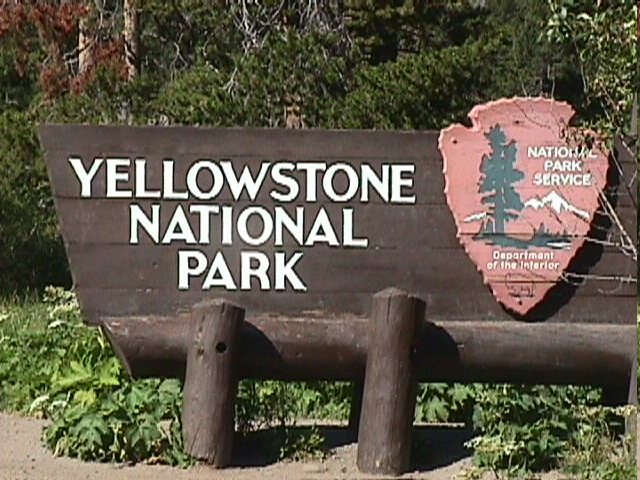 YELLOWSTONE
NATIONAL
PARK
NATIONAL
PARK
SERVICE
Department
of the Interior